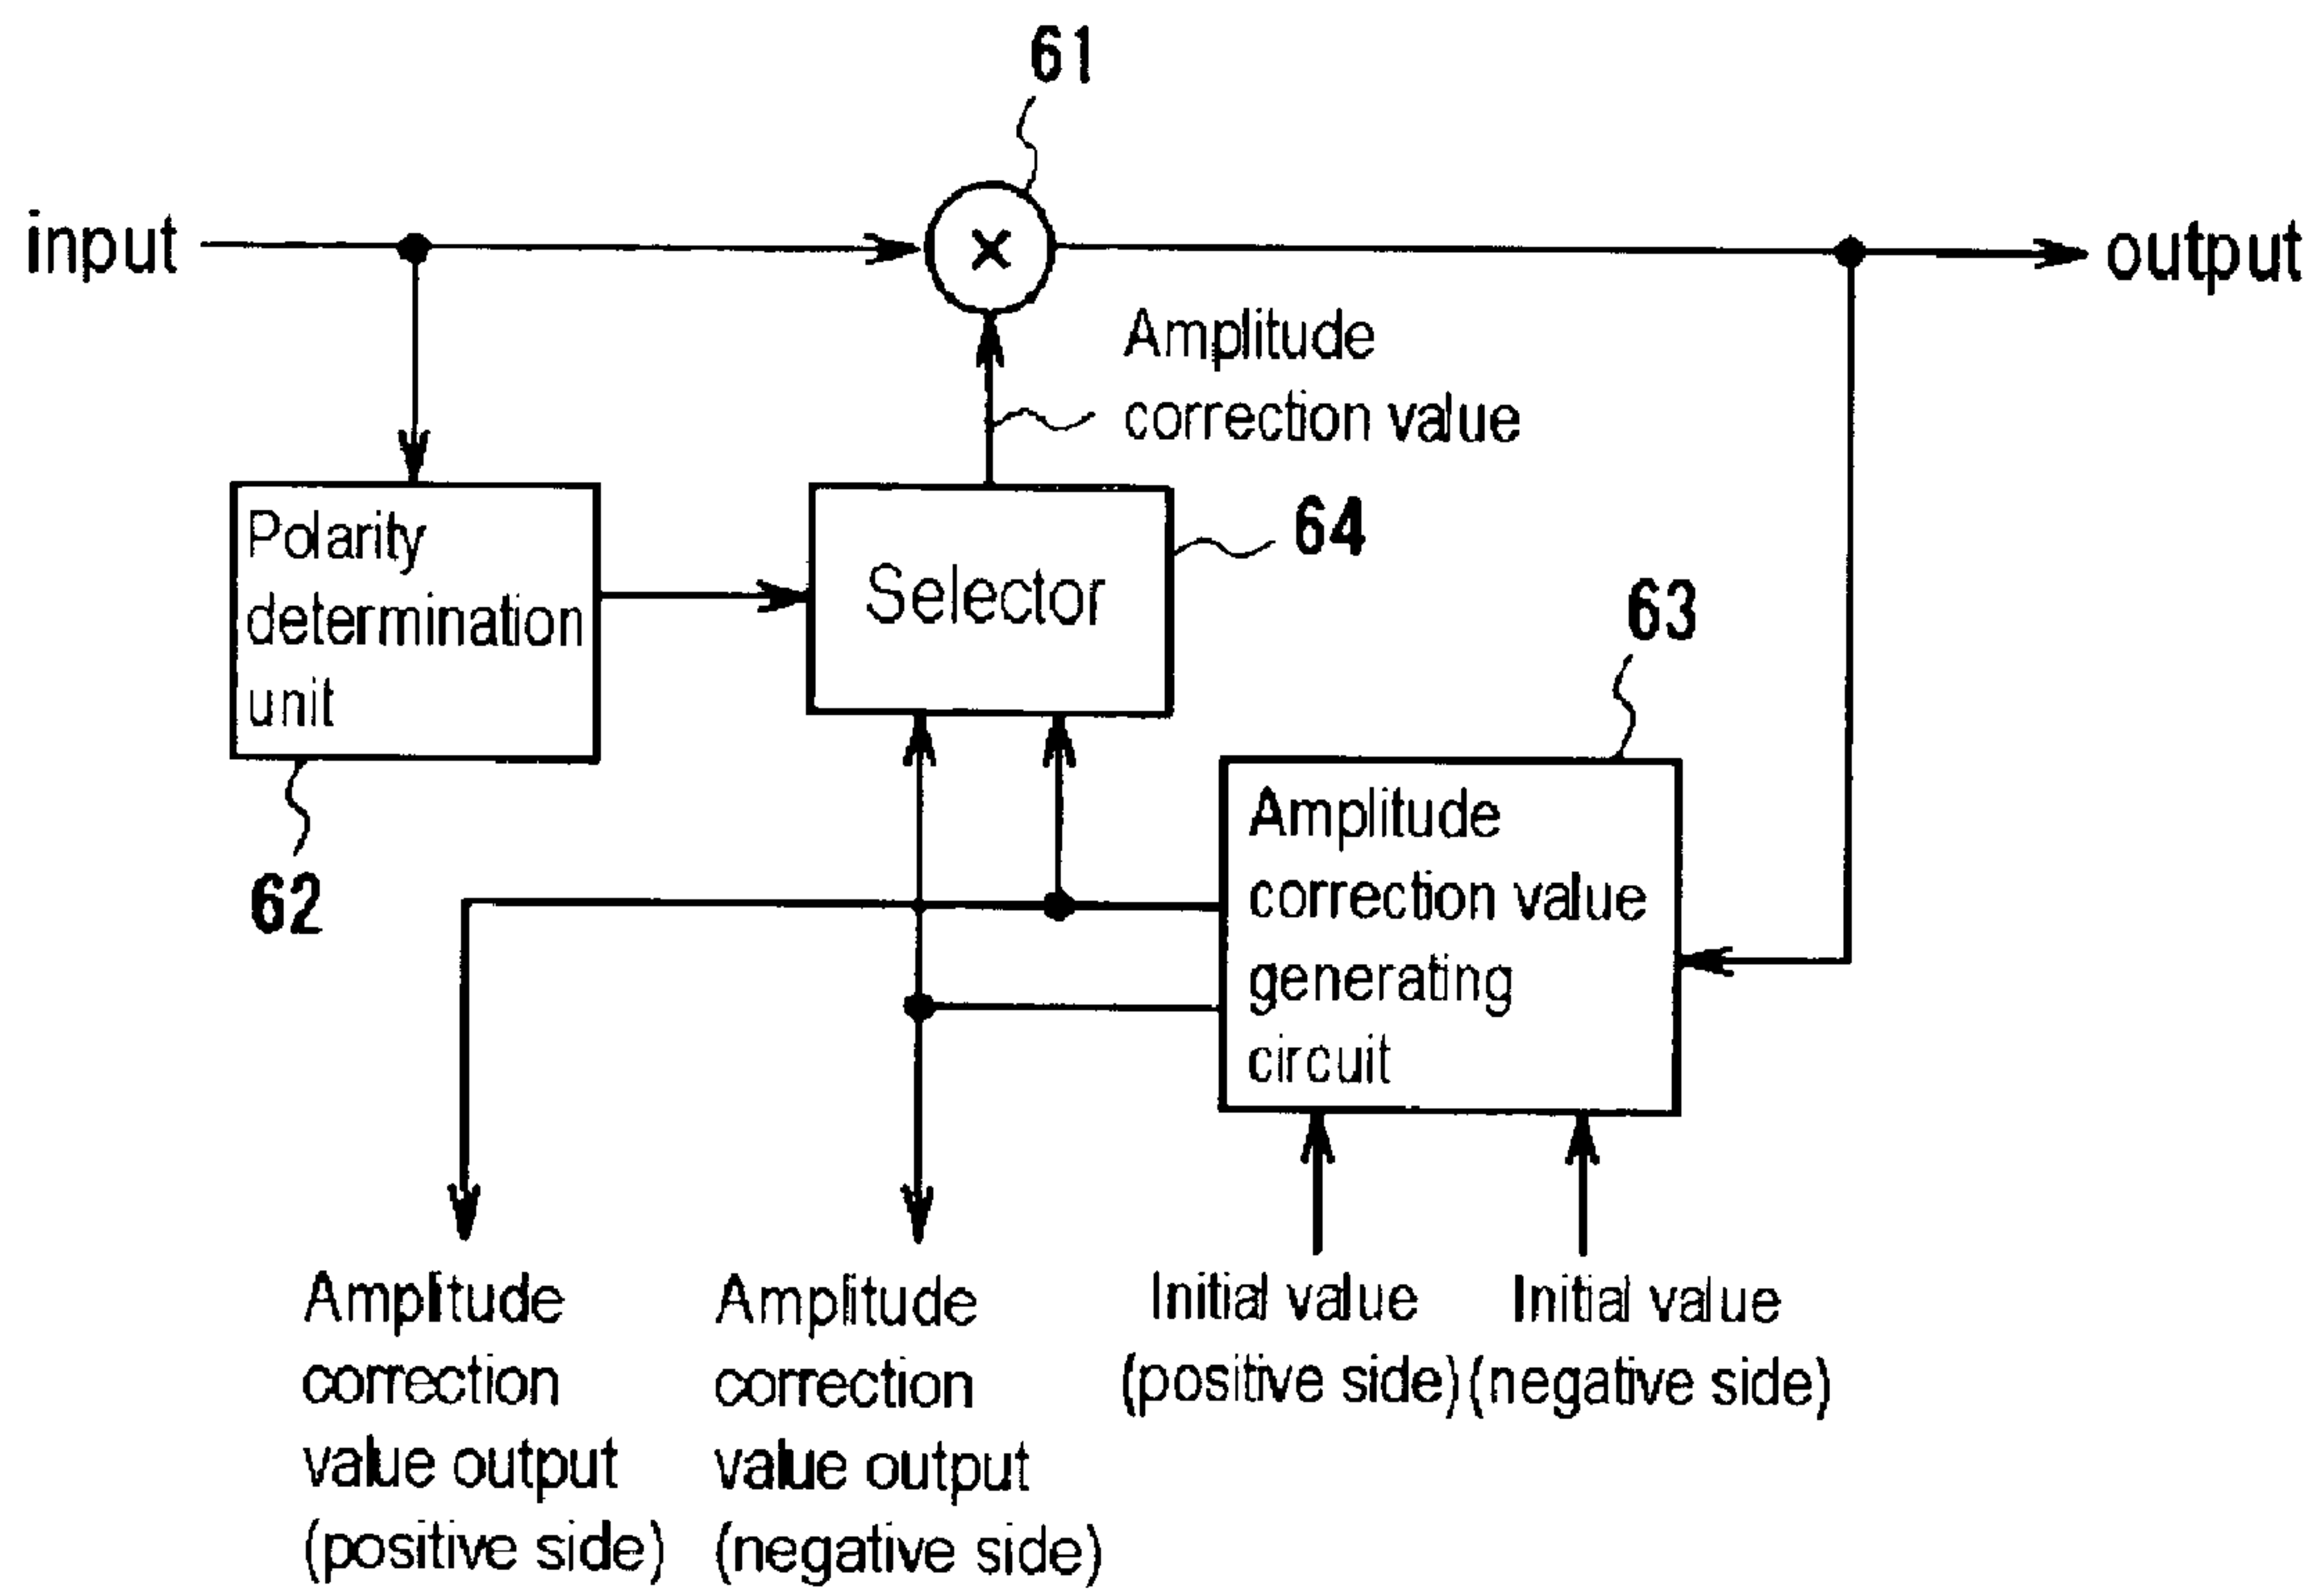 61
input
output
Amplitude
correction value
64
Polarity
determination
unit
Selector
63
62
Amplitude
correction value
generating
circuit
Amplitude
correction
value output
(positive side)
Amplitude
correction
value output
(negative side)
Initial value
(positive side)
Initial value
(negative side)